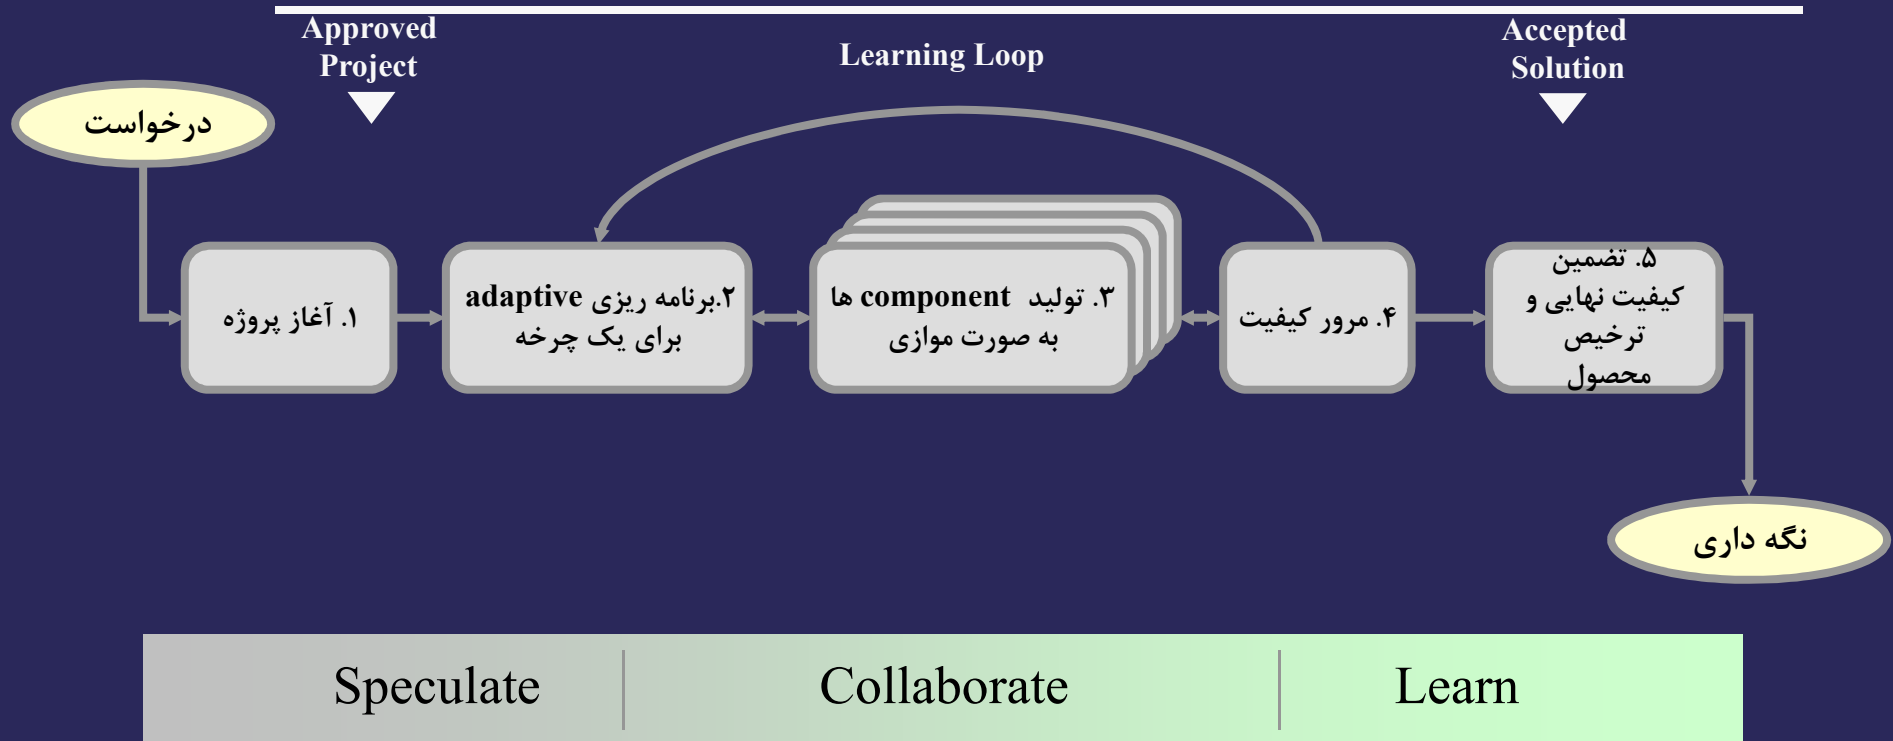 Approved
Project
Learning Loop
Accepted
Solution
درخواست
۱. آغاز پروژه
۲.برنامه ریزی adaptive
برای یک چرخه
۳. تولید component ها
به صورت موازی
۴. مرور کیفیت
۵. تضمین
کیفیت نهایی و
ترخیص
محصول
نگه داری
Speculate
Collaborate
Learn